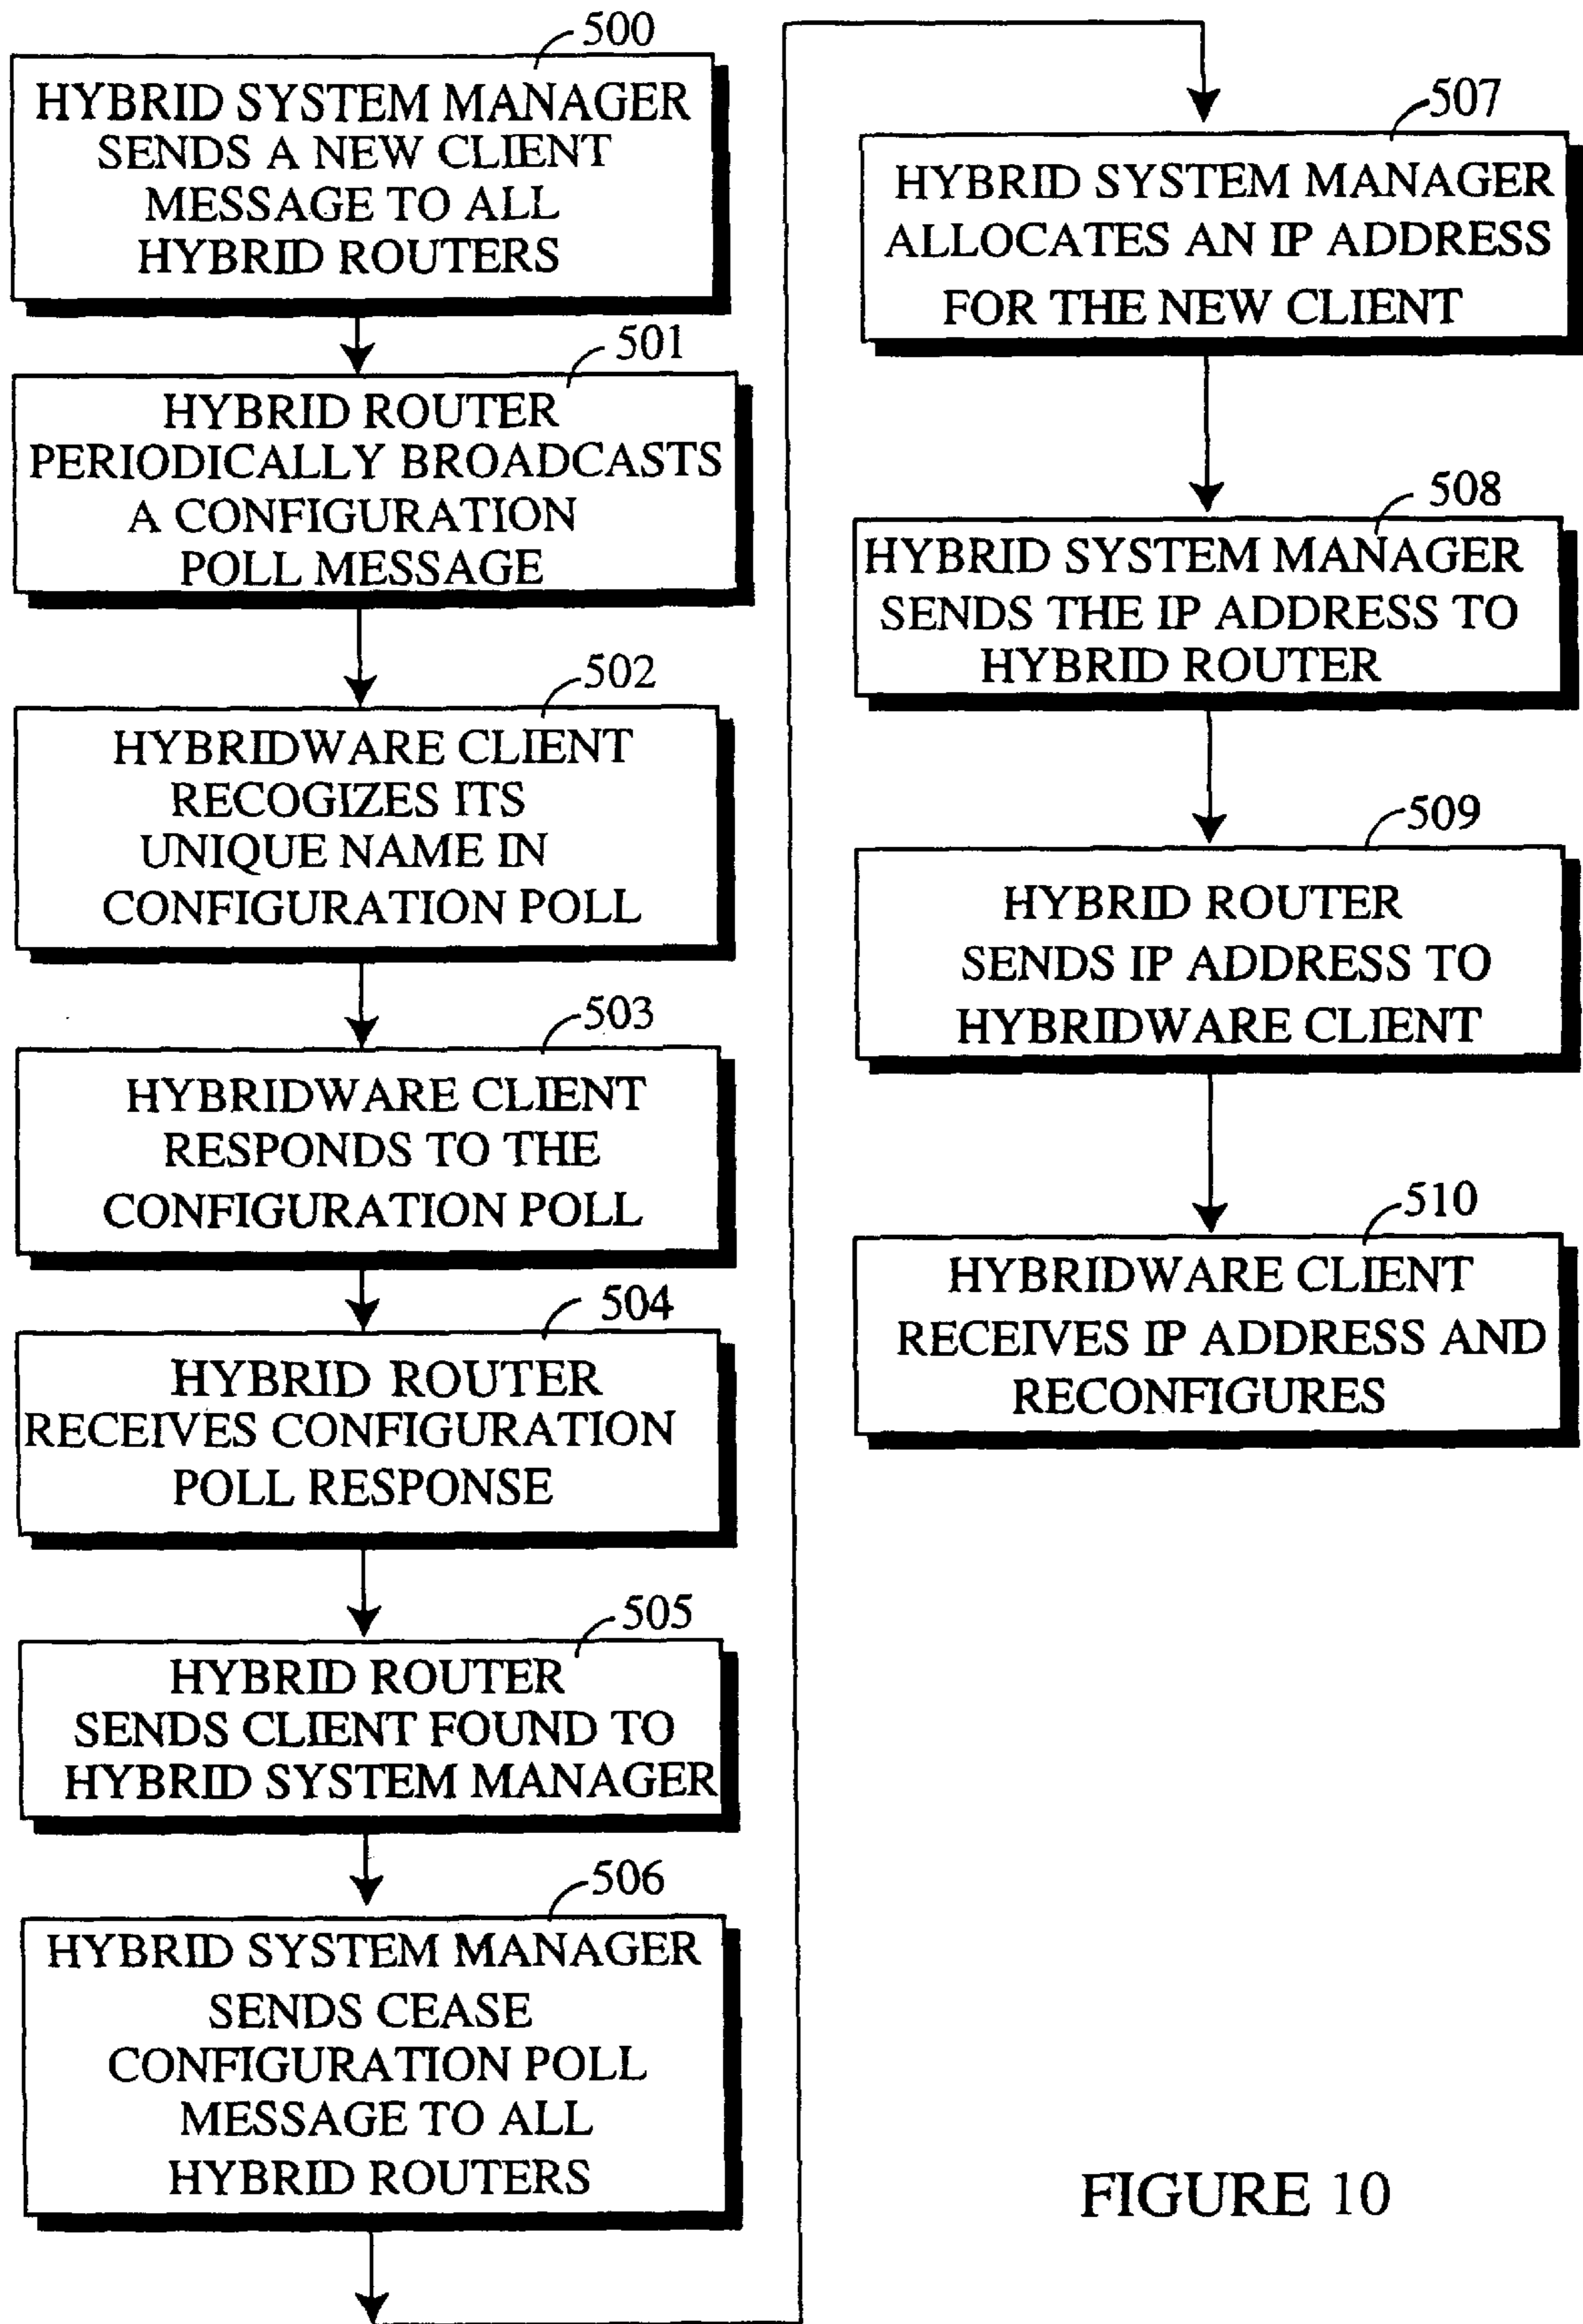 500
HYBRID SYSTEM MANAGER
SENDS A NEW CLIENT
MESSAGE TO ALL
HYBRID ROUTERS
501
HYBRID ROUTER
PERIODICALLY BROADCASTS
A CONFIGURATION
POLL MESSAGE
502
HYBRIDWARE CLIENT
RECOGIZES ITS
UNIQUE NAME IN
CONFIGURATION POLL
503
HYBRIDWARE CLIENT
RESPONDS TO THE
CONFIGURATION POLL
504
HYBRID ROUTER
RECEIVES CONFIGURATION
POLL RESPONSE
505
HYBRID ROUTER
SENDS CLIENT FOUND TO
HYBRID SYSTEM MANAGER
506
HYBRID SYSTEM MANAGER
SENDS CEASE
CONFIGURATION POLL
MESSAGE TO ALL
HYBRID ROUTERS
507
HYBRID SYSTEM MANAGER
ALLOCATES AN IP ADDRESS
FOR THE NEW CLIENT
508
HYBRID SYSTEM MANAGER
SENDS THE IP ADDRESS TO
HYBRID ROUTER
509
HYBRID ROUTER
SENDS IP ADDRESS TO
HYBRIDWARE CLIENT
510
HYBRIDWARE CLIENT
RECEIVES IP ADDRESS AND
RECONFIGURES
FIGURE 10